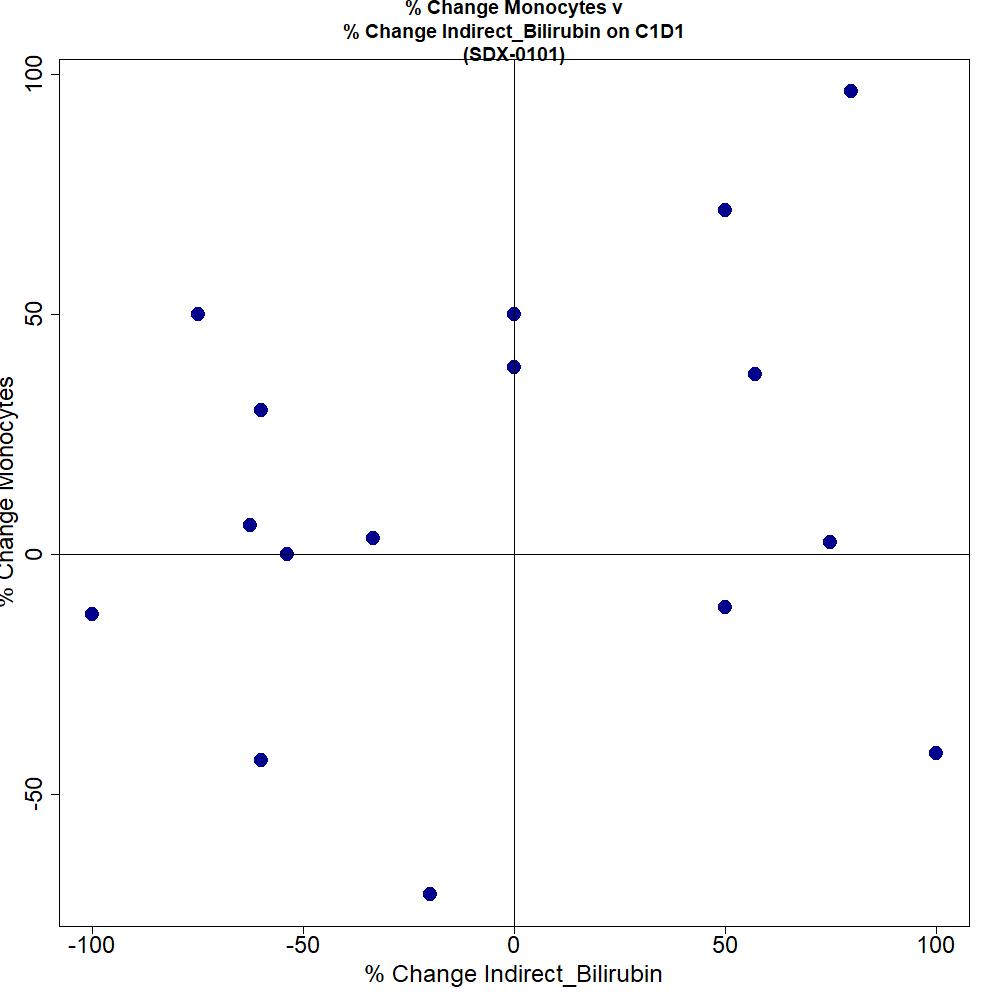 % Change Monocytes v
% Change Indirect_Bilirubin on C1D1
(SDX-0101)
100
50
0
-50
% Change Monocytes
-100
-50
0
50
100
% Change Indirect_Bilirubin